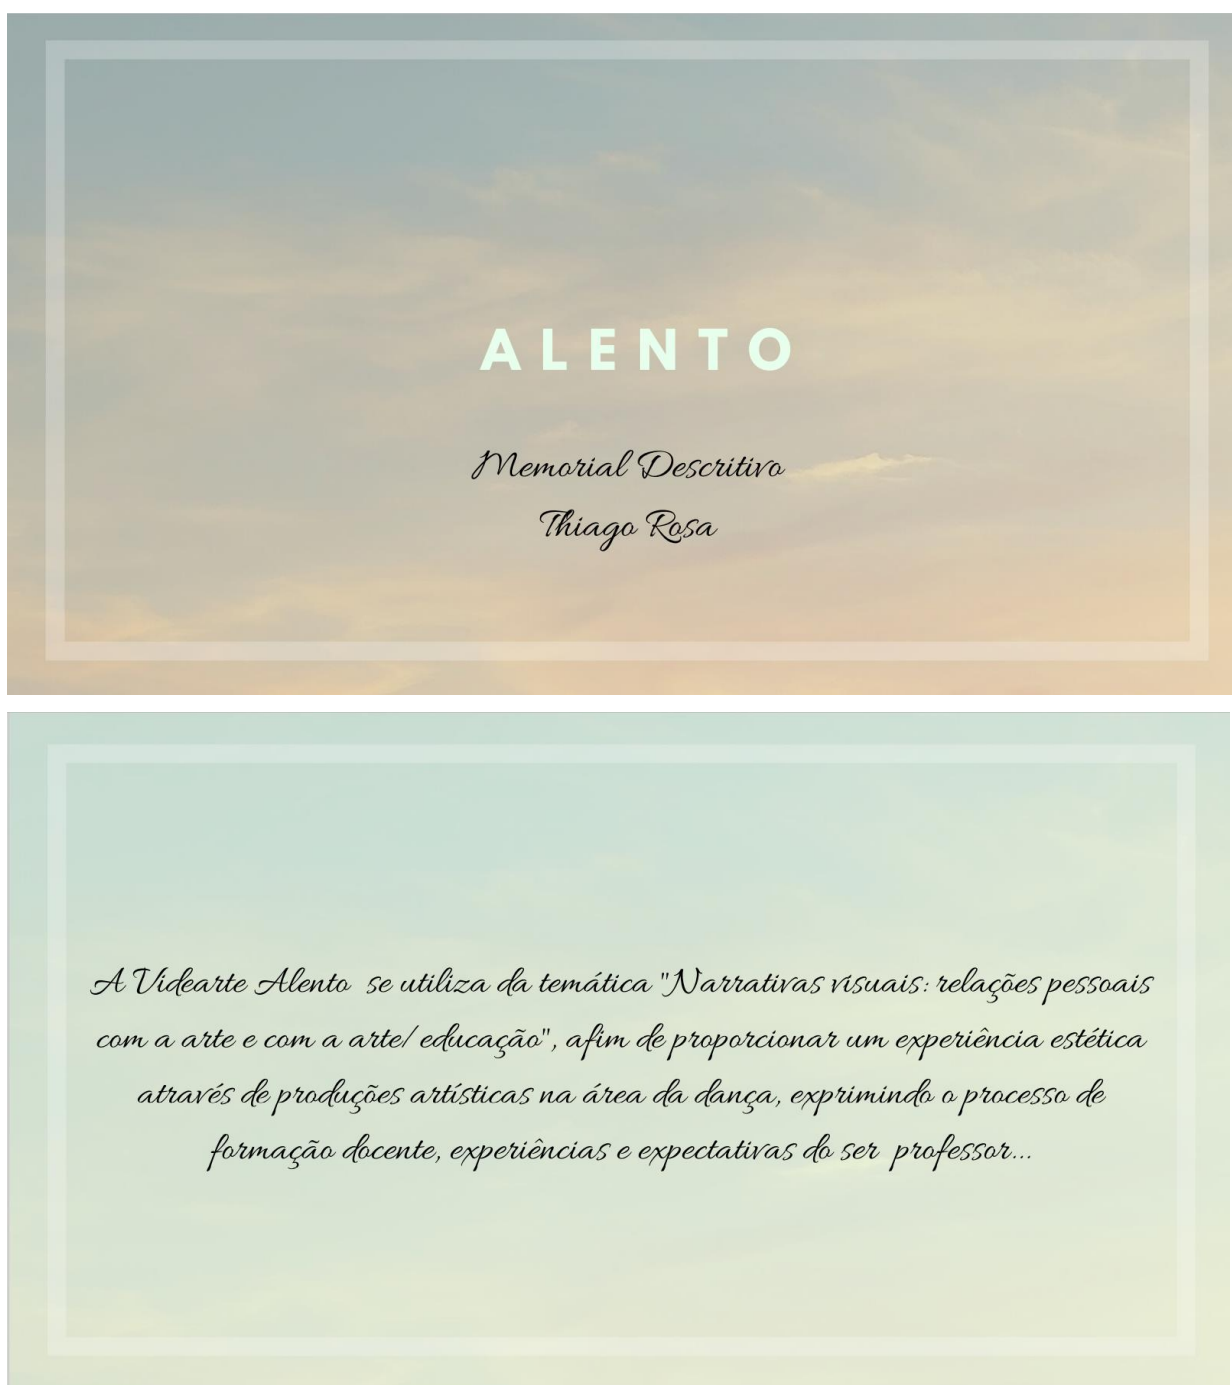 ALENTO
Memorial Descritivo
Thiago Rosa
A Videarte Alento se utiliza da temática "Narrativas visuais: relações pessoais
com a arte e com a arte/ educação", afim de proporcionar um experiência estética
através de produções artísticas na área da dança, exprimindo o processo de
formação docente, experiências e expectativas do ser professor...